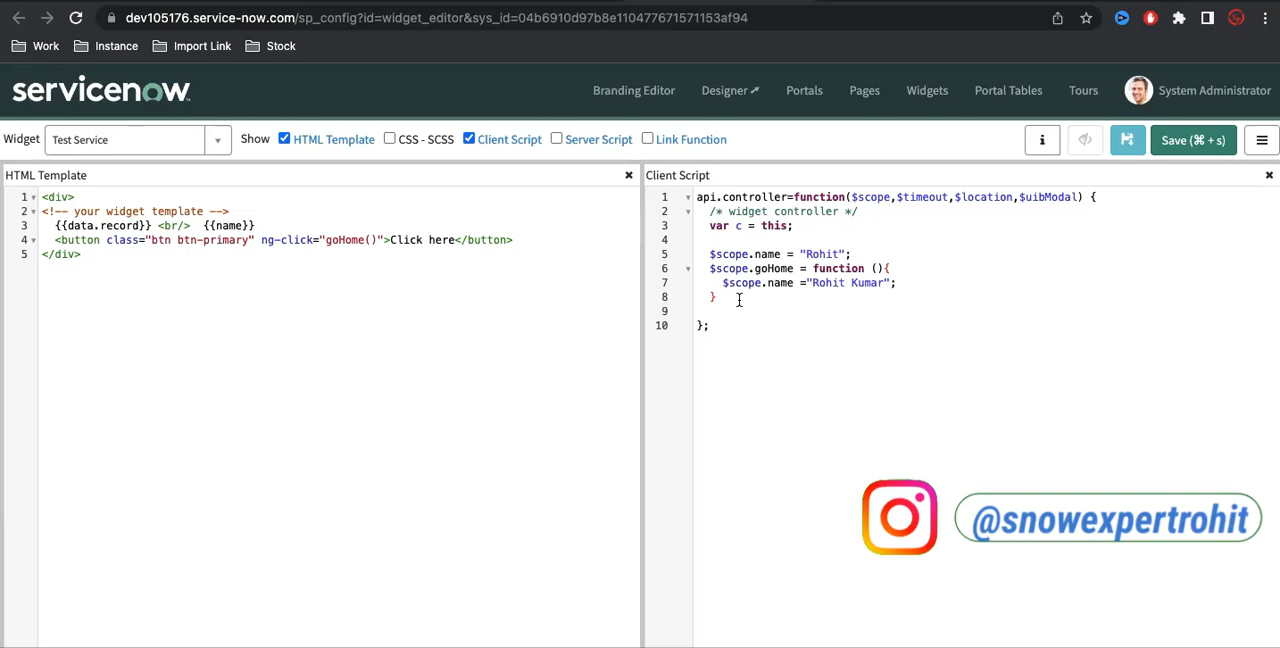 dev105176.service-now.com/sp_config?id=widget_editor&sys_id=04b6910d97b8e110477671571153af94
Work Instance Import Link Stock
servicenow Branding Editor Designer Portals Pages Widgets Portal Tables Tours System Administrator
Widget Test Service Show HTML Template CSS - SCSS Client Script Server Script Link Function i Save (⌘ + s)
HTML Template
1 <div>
2 <!-- your widget template -->
3 {{data.record}} <br/> {{name}}
4 <button class="btn btn-primary" ng-click="goHome()">Click here</button>
5 </div>
Client Script
1 api.controller=function($scope,$timeout,$location,$uibModal) {
2 /* widget controller */
3 var c = this;
4
5 $scope.name = "Rohit";
6 $scope.goHome = function (){
7 $scope.name ="Rohit Kumar";
8 }
9
10 };
@snowexpertrohit